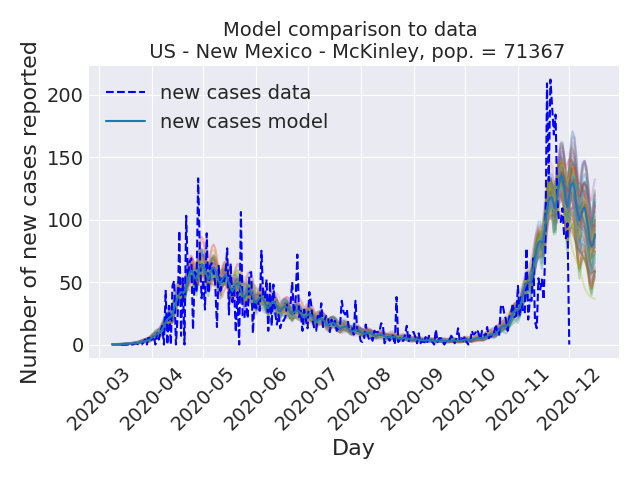 Model comparison to data
US - New Mexico - McKinley, pop. = 71367
Number of new cases reported
200
150
100
50
0
new cases data
new cases model
2020-03
2020-04
2020-05
2020-06
2020-07
2020-08
2020-09
2020-10
2020-11
2020-12
Day